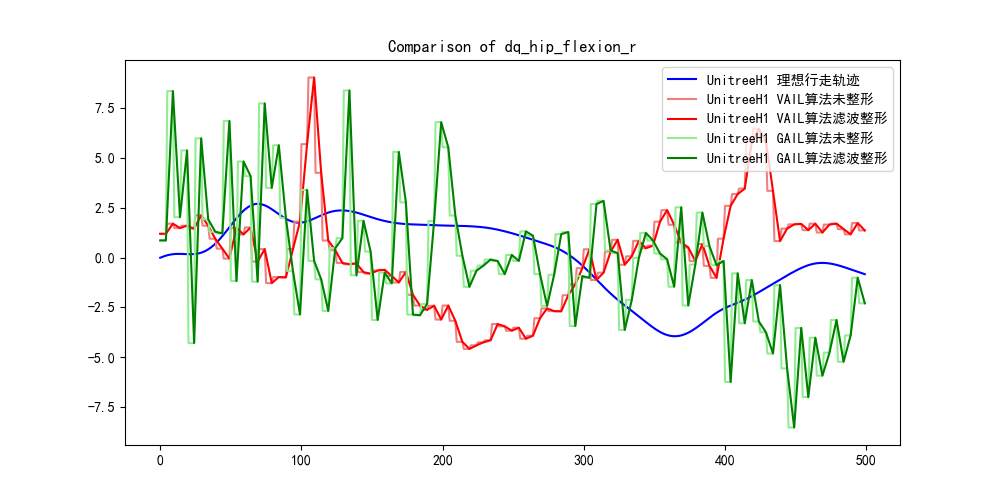 Comparison of dq_hip_flexion_r
UnitreeH1 理想行走轨迹
UnitreeH1 VAIL算法未整形
UnitreeH1 VAIL算法滤波整形
UnitreeH1 GAIL算法未整形
UnitreeH1 GAIL算法滤波整形
7.5
5.0
2.5
0.0
−2.5
−5.0
−7.5
0 100 200 300 400 500